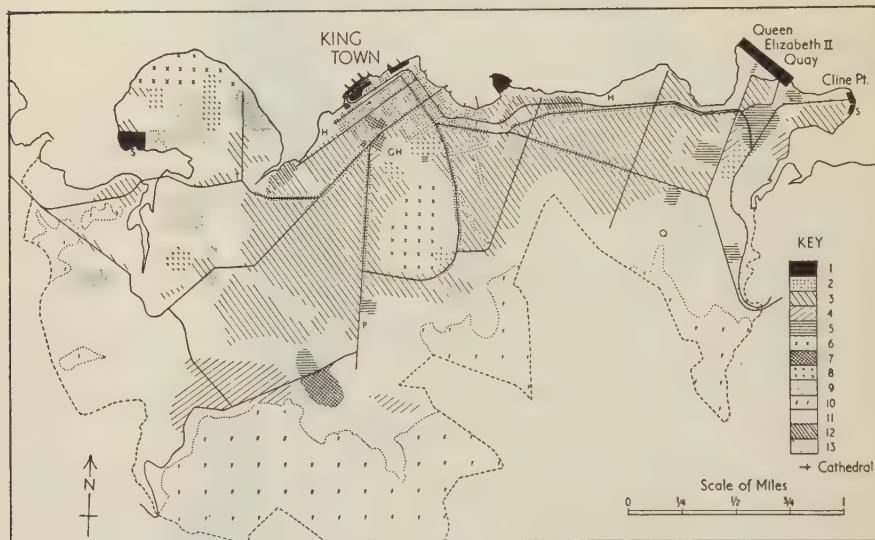 KING
TOWN
Queen
Elizabeth II
Quay
Cline Pt.
S
S
H
H
GH
Q
P
KEY
1
2
3
4
5
6
7
8
9
10
11
12
13
Cathedral
N
Scale of Miles
0 1/4 1/2 3/4 1